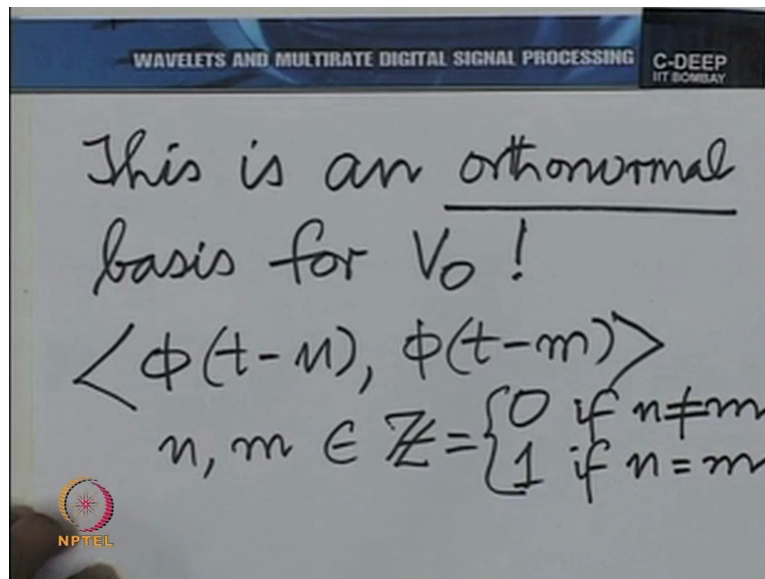 WAVELETS AND MULTIRATE DIGITAL SIGNAL PROCESSING
C-DEEP
IIT BOMBAY
This is an orthonormal
basis for V₀ !
<ϕ(t-n), ϕ(t-m)>
n, m ∈ ℤ = {0 if n≠m
1 if n=m
NPTEL